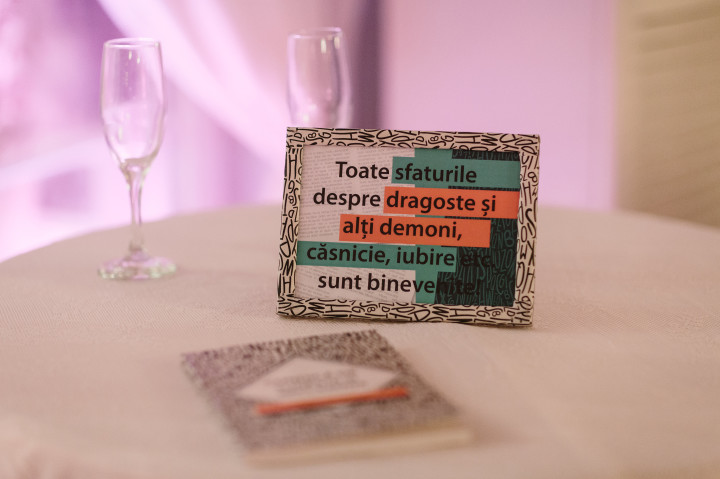 Toate sfaturile
despre dragoste și
alți demoni,
căsnicie, iubire etc
sunt binevenite!